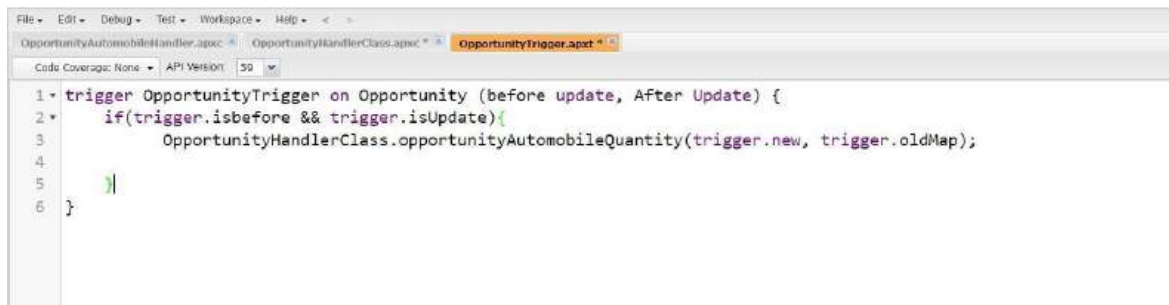 File Edit Debug Test Workspace Help < >
OpportunityAutomobileHandler.apxc OpportunityHandlerClass.apxc * OpportunityTrigger.apxt *
Code Coverage: None API Version: 59
1 trigger OpportunityTrigger on Opportunity (before update, After Update) {
2 if(trigger.isbefore && trigger.isUpdate){
3 OpportunityHandlerClass.opportunityAutomobileQuantity(trigger.new, trigger.oldMap);
4
5 }
6 }